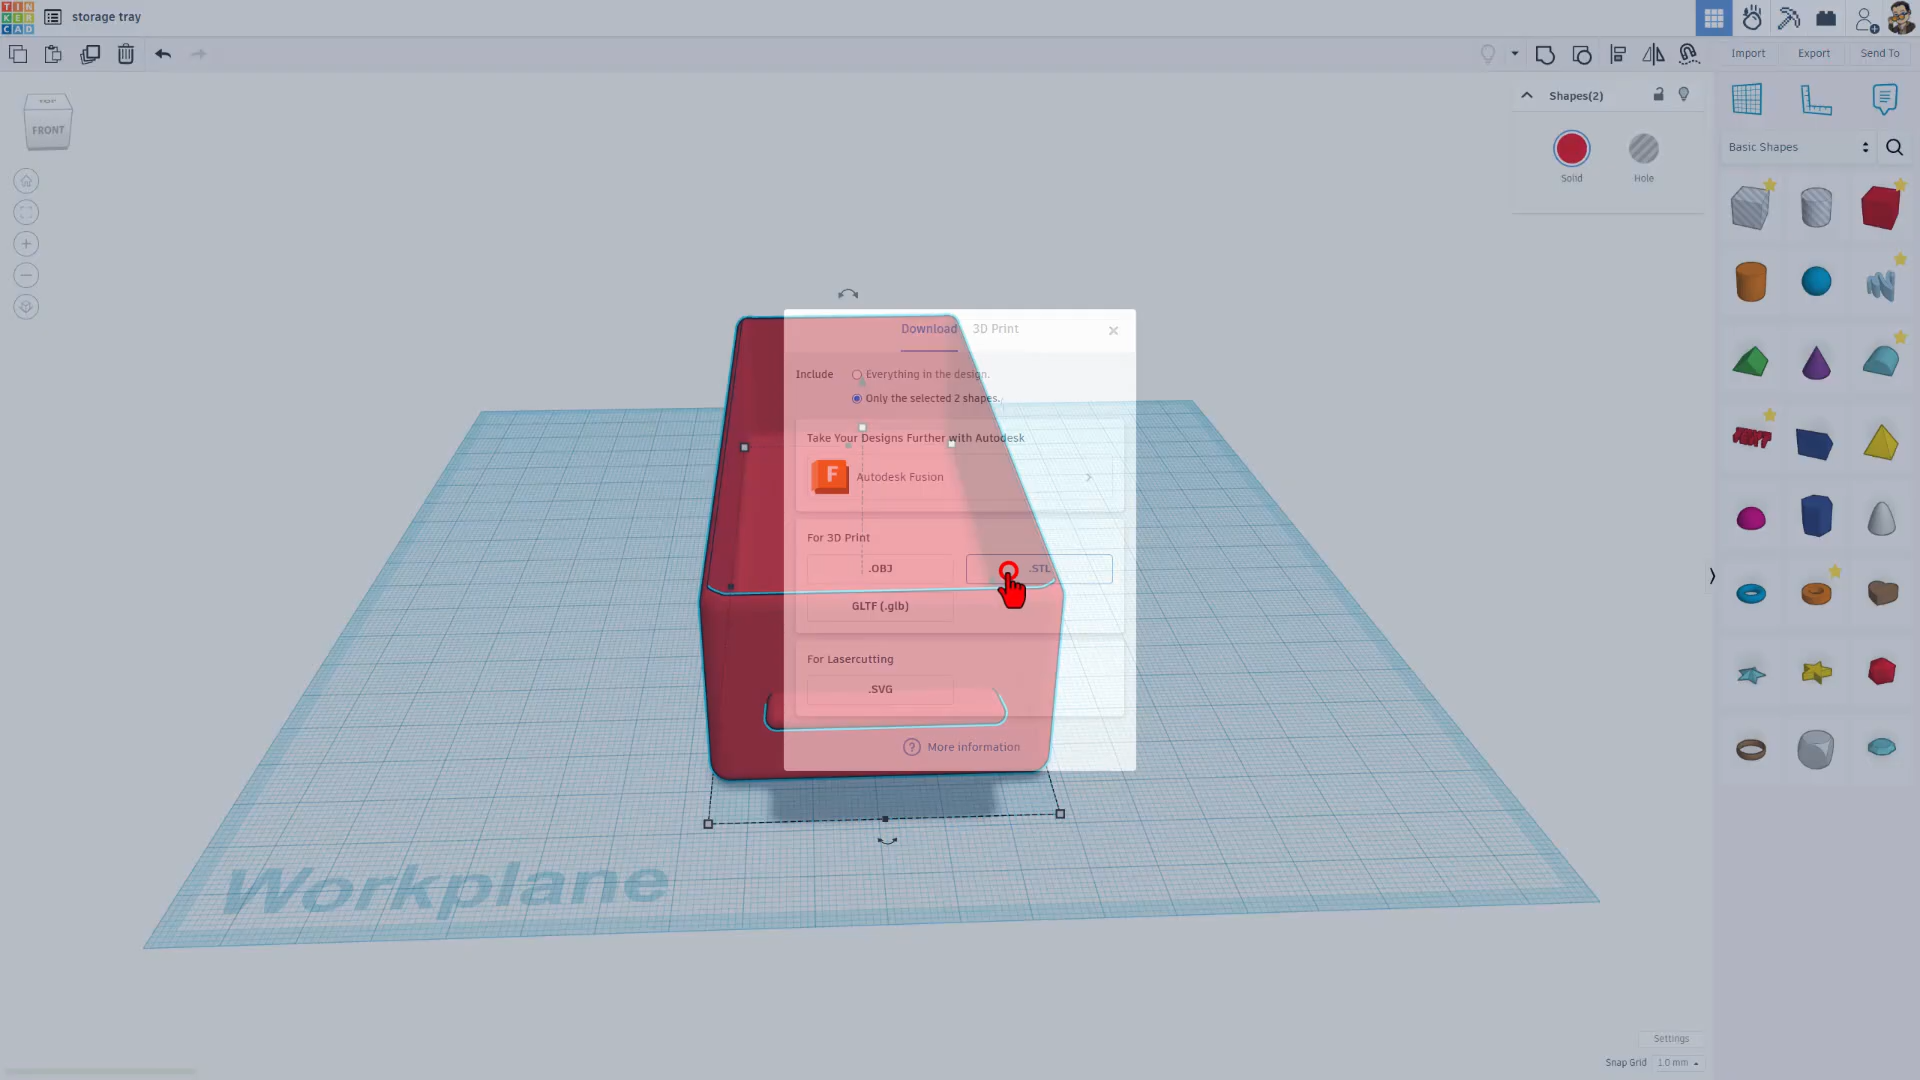 TIN
KER
CAD
storage tray
Import
Export
Send To
FRONT
Shapes(2)
Solid
Hole
Basic Shapes
Download
3D Print
Include
Everything in the design.
Only the selected 2 shapes.
Take Your Designs Further with Autodesk
F
Autodesk Fusion
For 3D Print
.OBJ
.STL
GLTF (.glb)
For Lasercutting
.SVG
? More information
Workplane
Settings
Snap Grid
1.0 mm